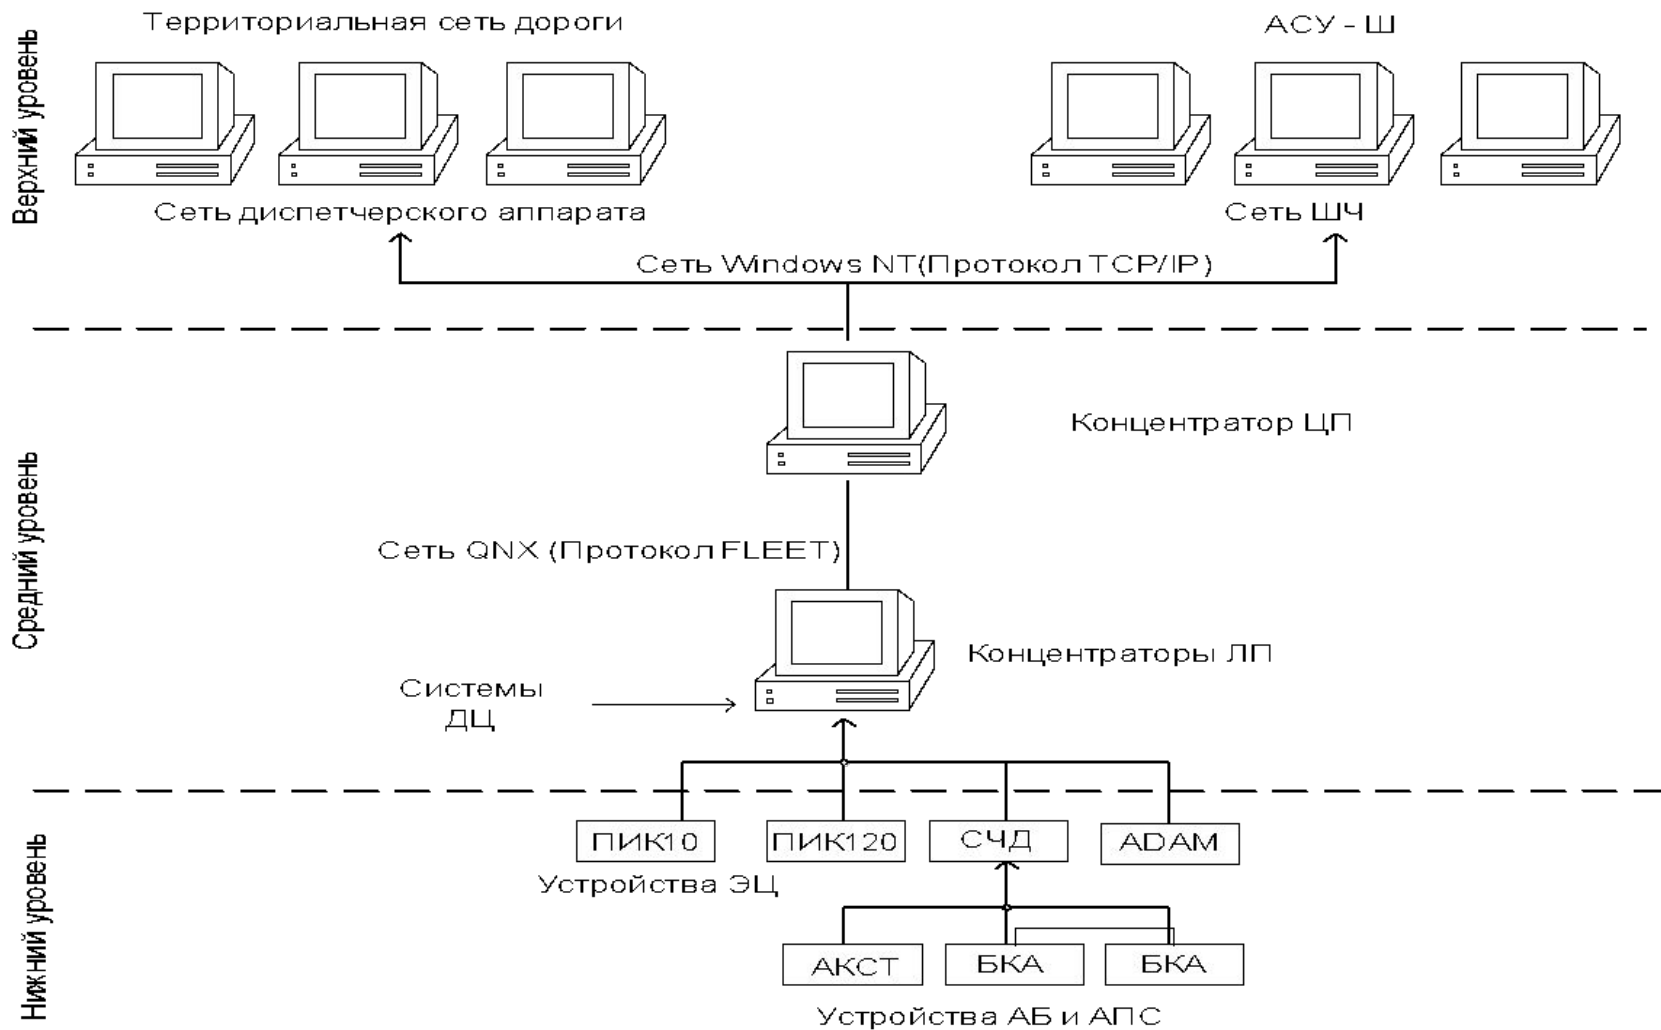 Территориальная сеть дороги
АСУ - Ш
Верхний уровень
Сеть диспетчерского аппарата
Сеть ШЧ
Сеть Windows NT(Протокол TCP/IP)
Концентратор ЦП
Средний уровень
Сеть QNX (Протокол FLEET)
Концентраторы ЛП
Системы
ДЦ
Нижний уровень
ПИК10
ПИК120
СЧД
ADAM
Устройства ЭЦ
АКСТ
БКА
БКА
Устройства АБ и АПС